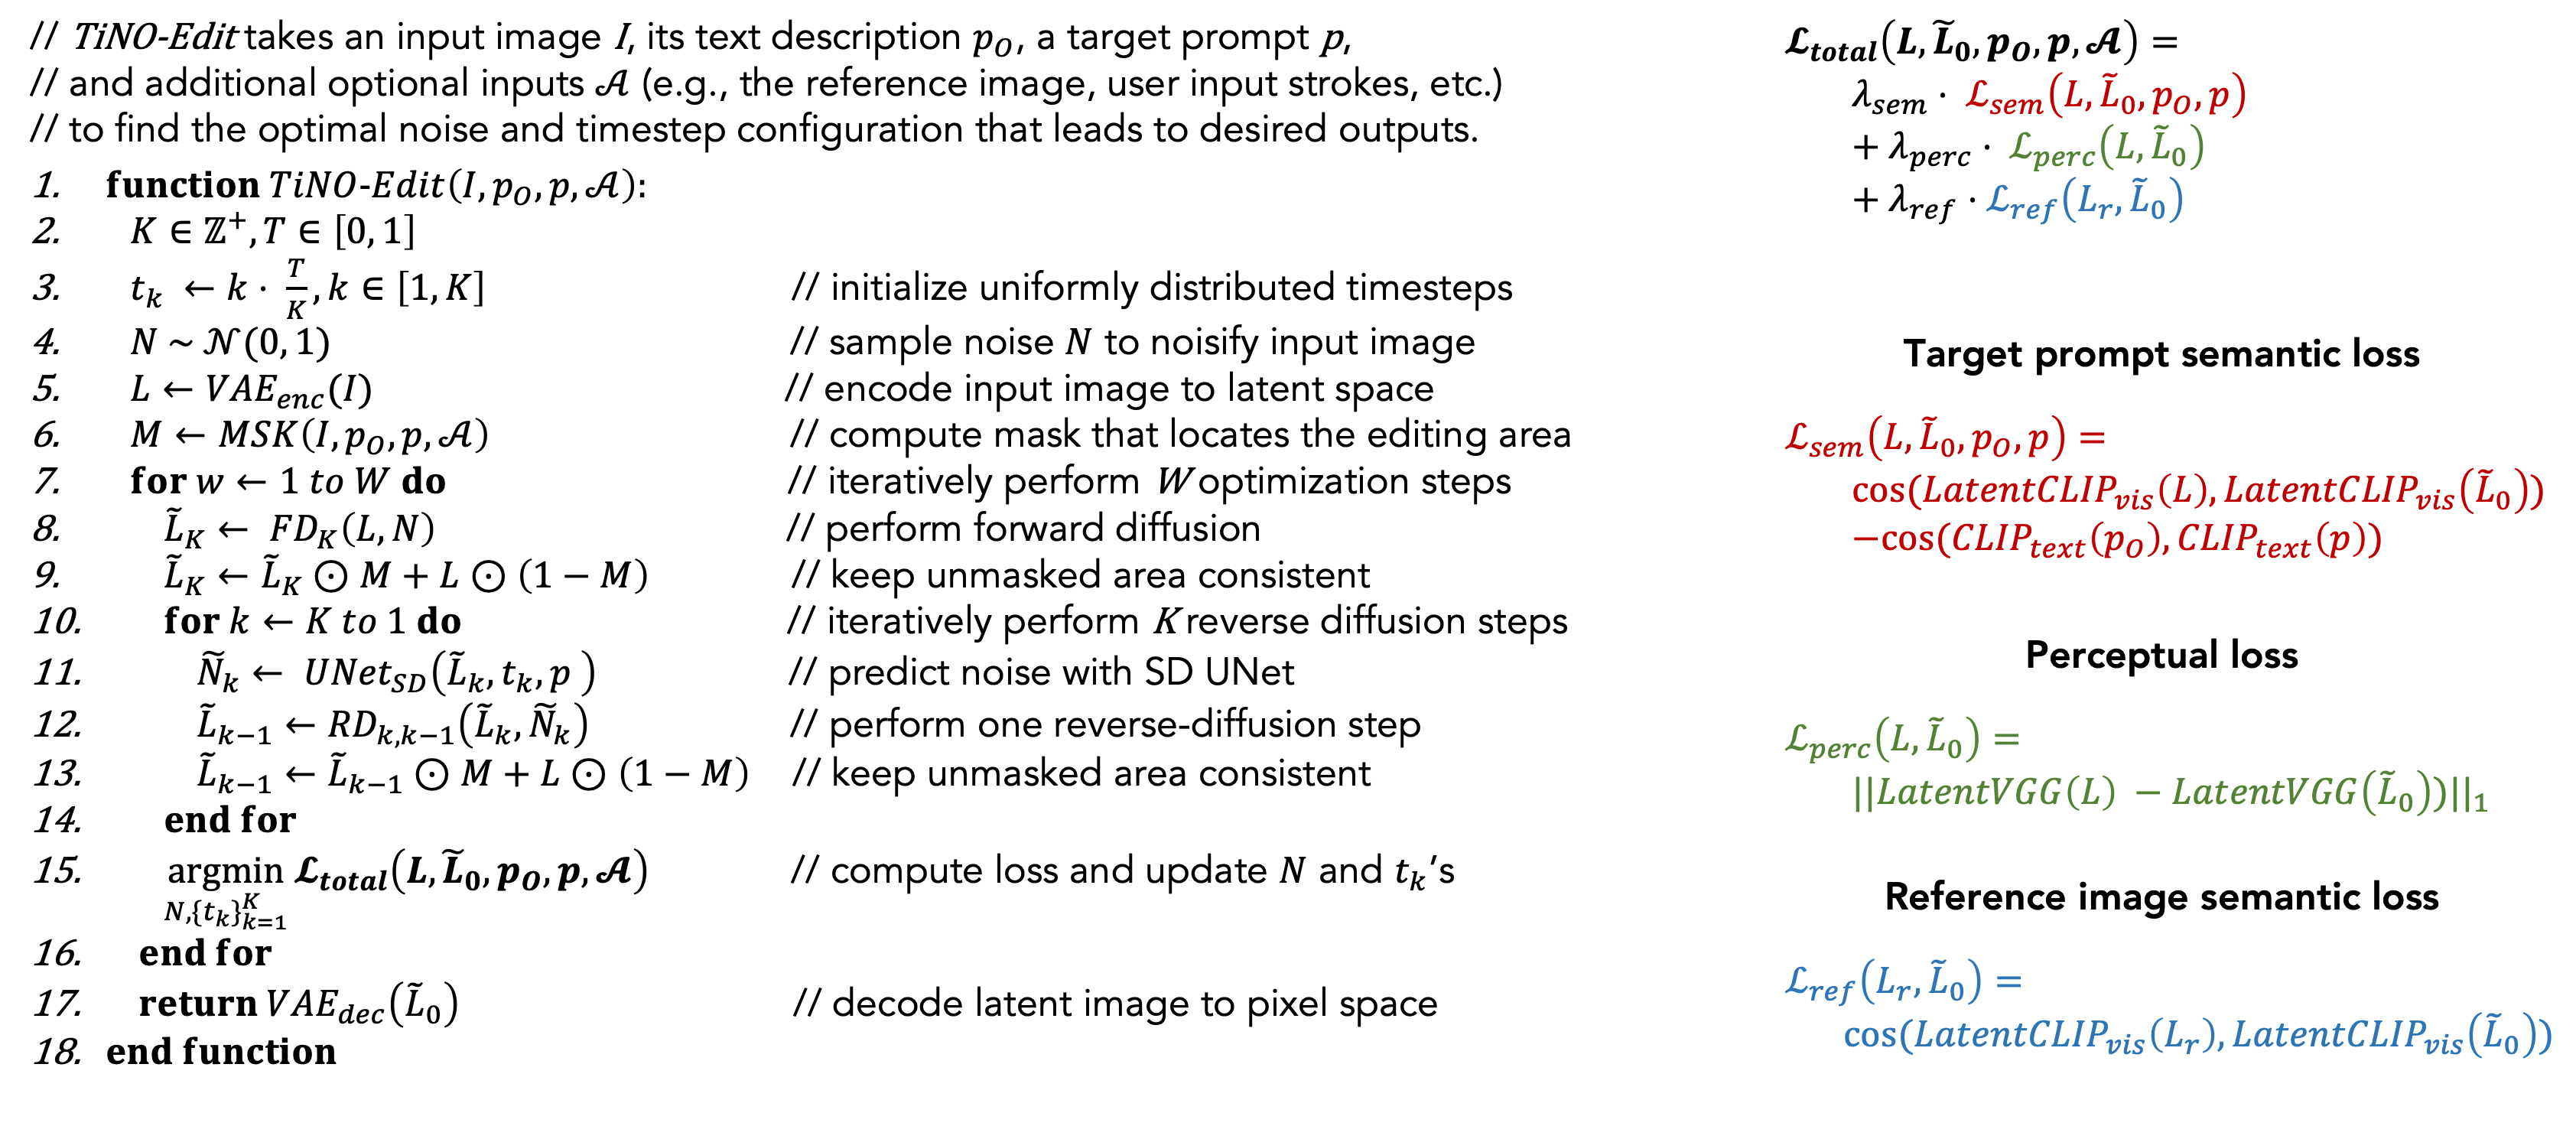 // TiNO-Edit takes an input image I, its text description p_O, a target prompt p,
// and additional optional inputs 𝒜 (e.g., the reference image, user input strokes, etc.)
// to find the optimal noise and timestep configuration that leads to desired outputs.
1. function TiNO-Edit(I, p_O, p, 𝒜):
2. K ∈ ℤ⁺, T ∈ [0, 1]
3. t_k ← k · T/K, k ∈ [1, K] // initialize uniformly distributed timesteps
4. N ~ 𝒩(0, 1) // sample noise N to noisify input image
5. L ← VAE_enc(I) // encode input image to latent space
6. M ← MSK(I, p_O, p, 𝒜) // compute mask that locates the editing area
7. for w ← 1 to W do // iteratively perform W optimization steps
8. L̃_K ← FD_K(L, N) // perform forward diffusion
9. L̃_K ← L̃_K ⊙ M + L ⊙ (1 − M) // keep unmasked area consistent
10. for k ← K to 1 do // iteratively perform K reverse diffusion steps
11. Ñ_k ← UNet_SD(L̃_k, t_k, p ) // predict noise with SD UNet
12. L̃_{k−1} ← RD_{k,k−1}(L̃_k, Ñ_k) // perform one reverse-diffusion step
13. L̃_{k−1} ← L̃_{k−1} ⊙ M + L ⊙ (1 − M) // keep unmasked area consistent
14. end for
15. argmin ℒ_total(L, L̃_0, p_O, p, 𝒜) // compute loss and update N and t_k's
N,{t_k}_{k=1}^K
16. end for
17. return VAE_dec(L̃_0) // decode latent image to pixel space
18. end function
ℒ_total(L, L̃_0, p_O, p, 𝒜) =
λ_sem · ℒ_sem(L, L̃_0, p_O, p)
+ λ_perc · ℒ_perc(L, L̃_0)
+ λ_ref · ℒ_ref(L_r, L̃_0)
Target prompt semantic loss
ℒ_sem(L, L̃_0, p_O, p) =
cos(LatentCLIP_vis(L), LatentCLIP_vis(L̃_0))
−cos(CLIP_text(p_O), CLIP_text(p))
Perceptual loss
ℒ_perc(L, L̃_0) =
||LatentVGG(L) − LatentVGG(L̃_0))||_1
Reference image semantic loss
ℒ_ref(L_r, L̃_0) =
cos(LatentCLIP_vis(L_r), LatentCLIP_vis(L̃_0))